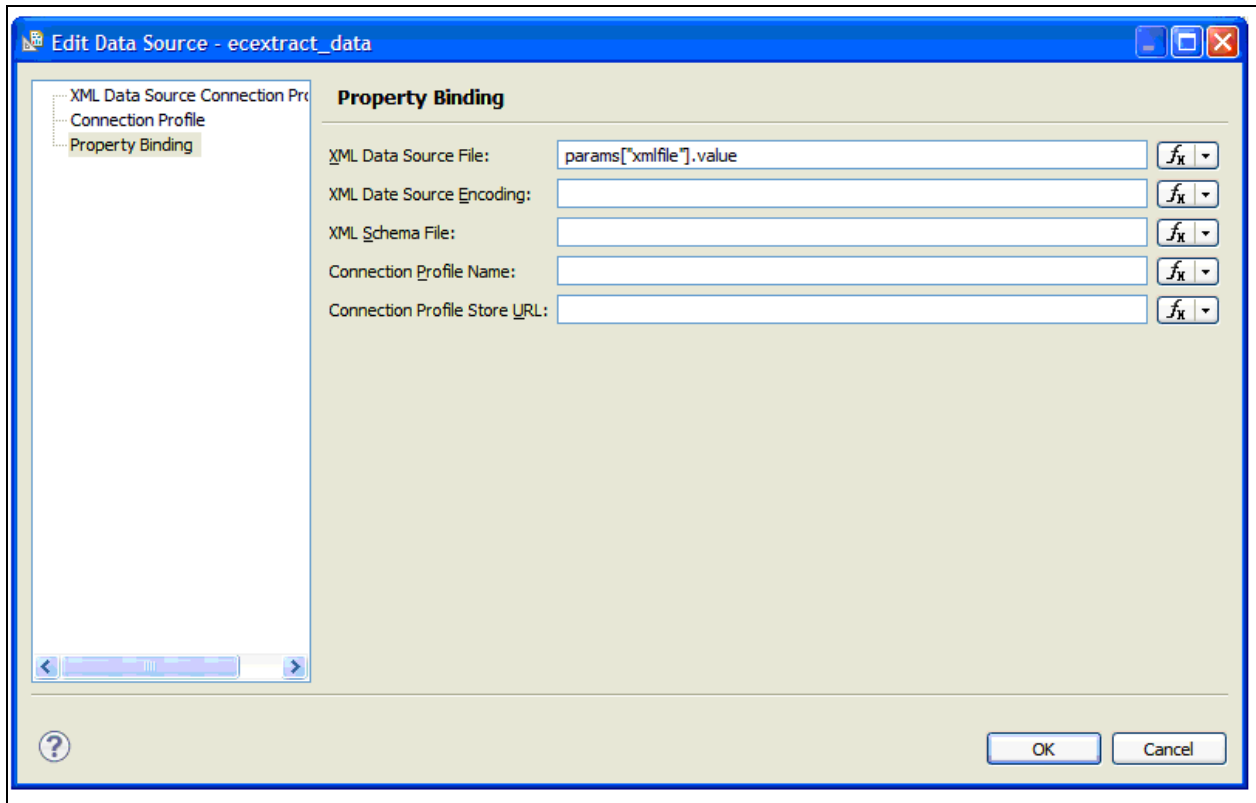 Edit Data Source - ecextract_data
XML Data Source Connection Pro
Connection Profile
Property Binding
Property Binding
XML Data Source File: params["xmlfile"].value
XML Date Source Encoding:
XML Schema File:
Connection Profile Name:
Connection Profile Store URL:
OK Cancel